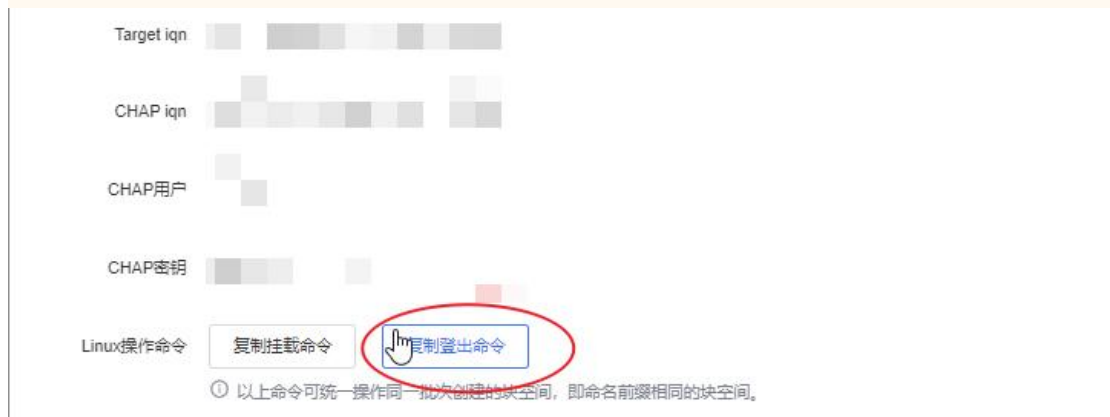 Target iqn
CHAP iqn
CHAP用户
CHAP密钥
Linux操作命令 复制挂载命令 复制登出命令
以上命令可统一操作同一批次创建的块空间，即命名前缀相同的块空间。